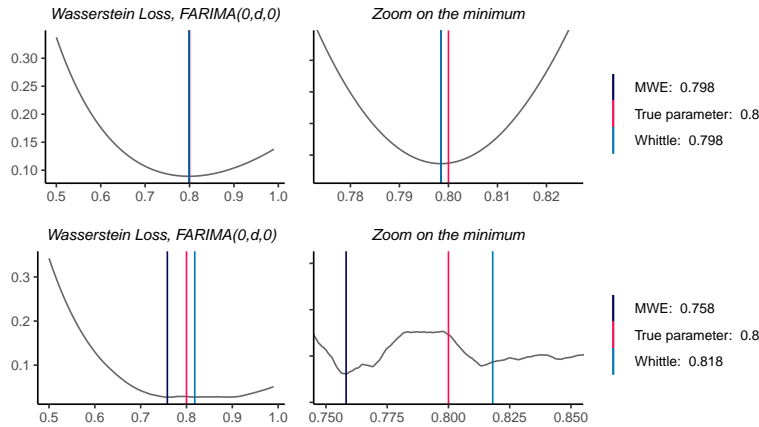 Wasserstein Loss, FARIMA(0,d,0)
Zoom on the minimum
0.30
0.25
0.20
0.15
0.10
0.5 0.6 0.7 0.8 0.9 1.0
0.78 0.79 0.80 0.81 0.82
MWE: 0.798
True parameter: 0.8
Whittle: 0.798
Wasserstein Loss, FARIMA(0,d,0)
Zoom on the minimum
0.3
0.2
0.1
0.5 0.6 0.7 0.8 0.9 1.0
0.750 0.775 0.800 0.825 0.850
MWE: 0.758
True parameter: 0.8
Whittle: 0.818